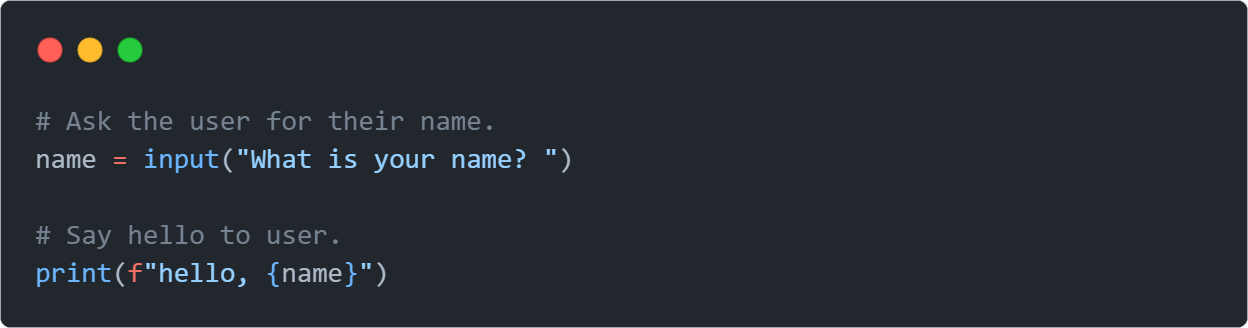 # Ask the user for their name.
name = input("What is your name? ")

# Say hello to user.
print(f"hello, {name}")